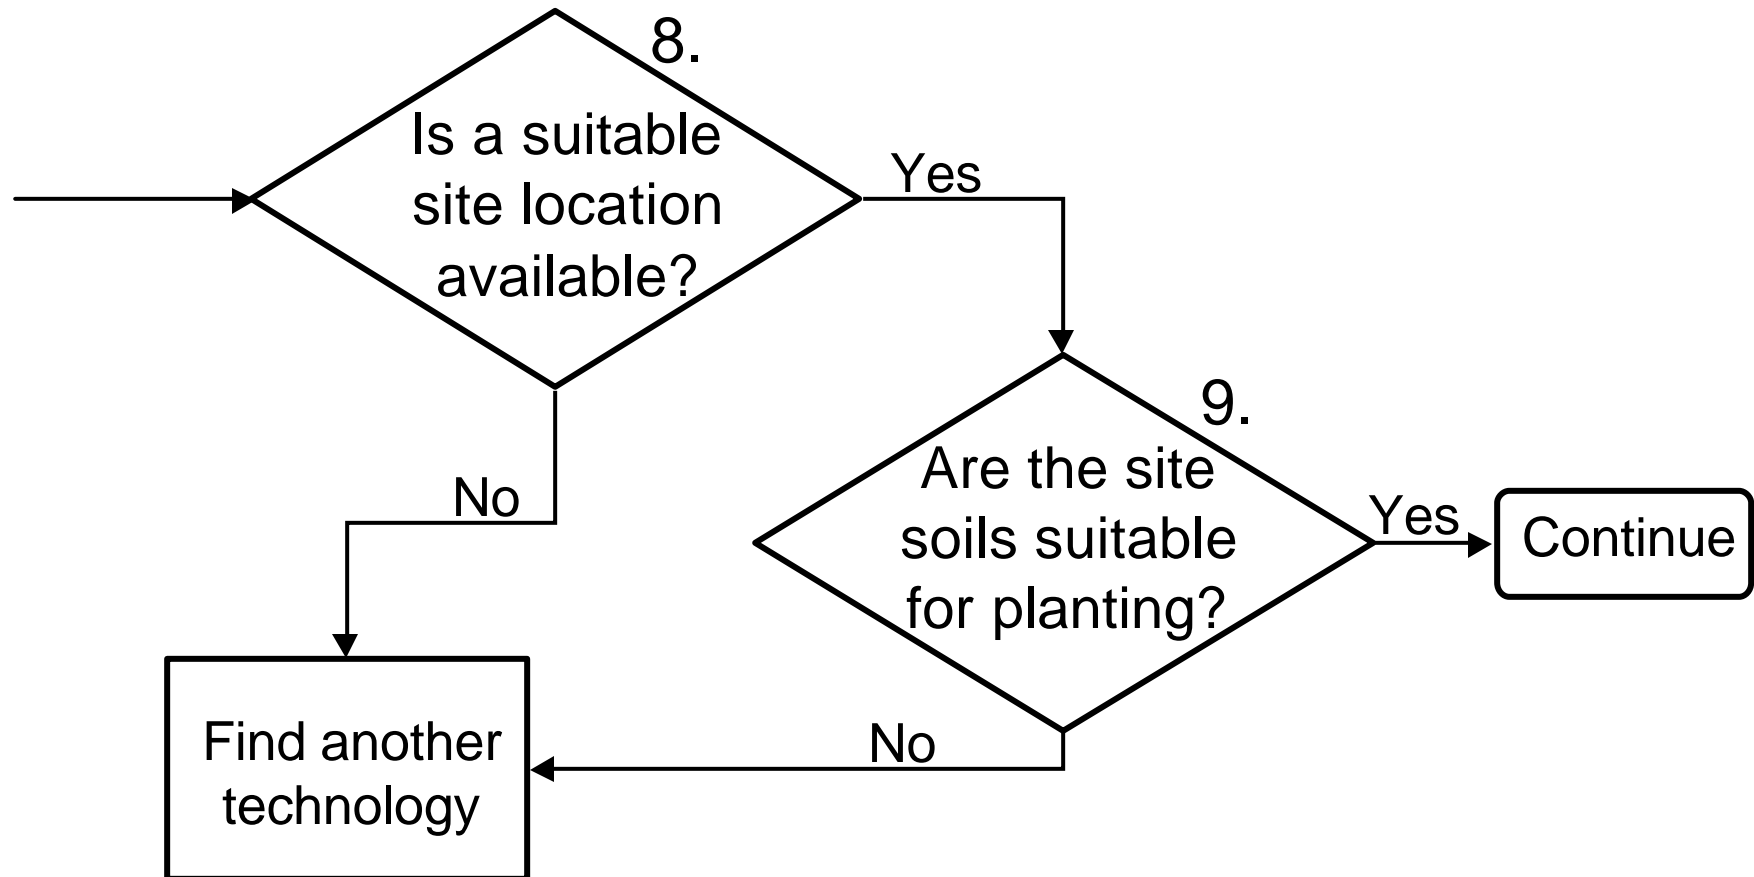 8.
Is a suitable
site location
available?
Yes
No
9.
Are the site
soils suitable
for planting?
Yes
Continue
No
Find another
technology